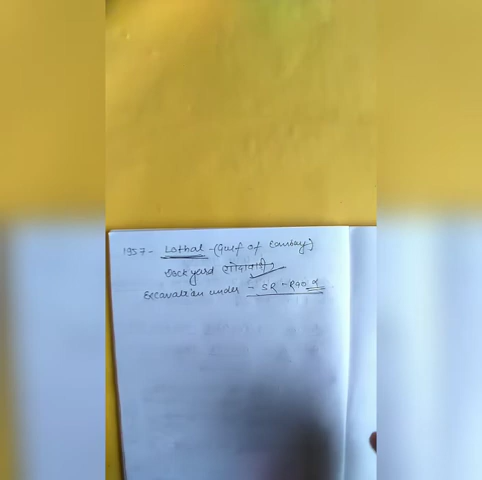 1957- Lothal -(Gulf of Cambay)
Dockyard गोदीवाड़ा
Excavation under - SR-Rao